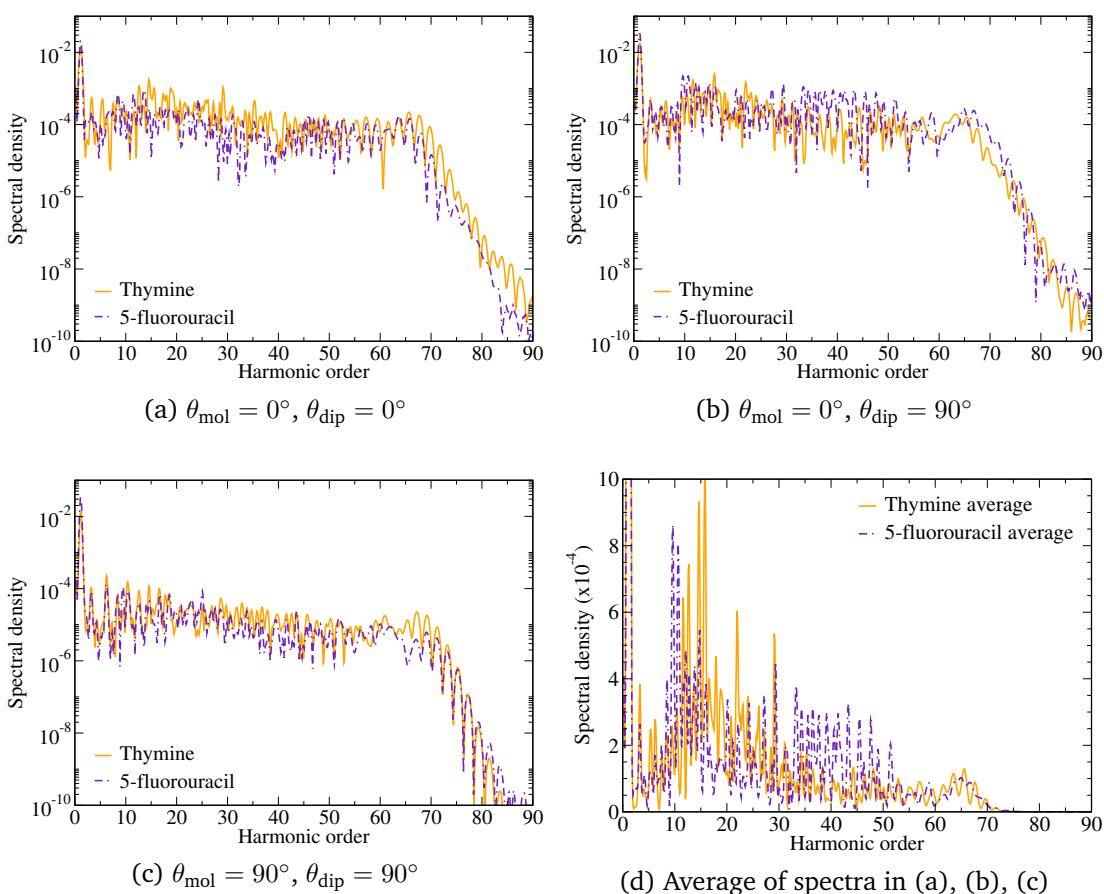 10⁻²
10⁻⁴
10⁻⁶
10⁻⁸
10⁻¹⁰
Spectral density
Thymine
5-fluorouracil
0 10 20 30 40 50 60 70 80 90
Harmonic order
(a) θmol = 0°, θdip = 0°
10⁻²
10⁻⁴
10⁻⁶
10⁻⁸
10⁻¹⁰
Spectral density
Thymine
5-fluorouracil
0 10 20 30 40 50 60 70 80 90
Harmonic order
(b) θmol = 0°, θdip = 90°
10⁻²
10⁻⁴
10⁻⁶
10⁻⁸
10⁻¹⁰
Spectral density
Thymine
5-fluorouracil
0 10 20 30 40 50 60 70 80 90
Harmonic order
(c) θmol = 90°, θdip = 90°
10
8
6
4
2
0
Spectral density (x10⁻⁴)
Thymine average
5-fluorouracil average
0 10 20 30 40 50 60 70 80 90
Harmonic order
(d) Average of spectra in (a), (b), (c)